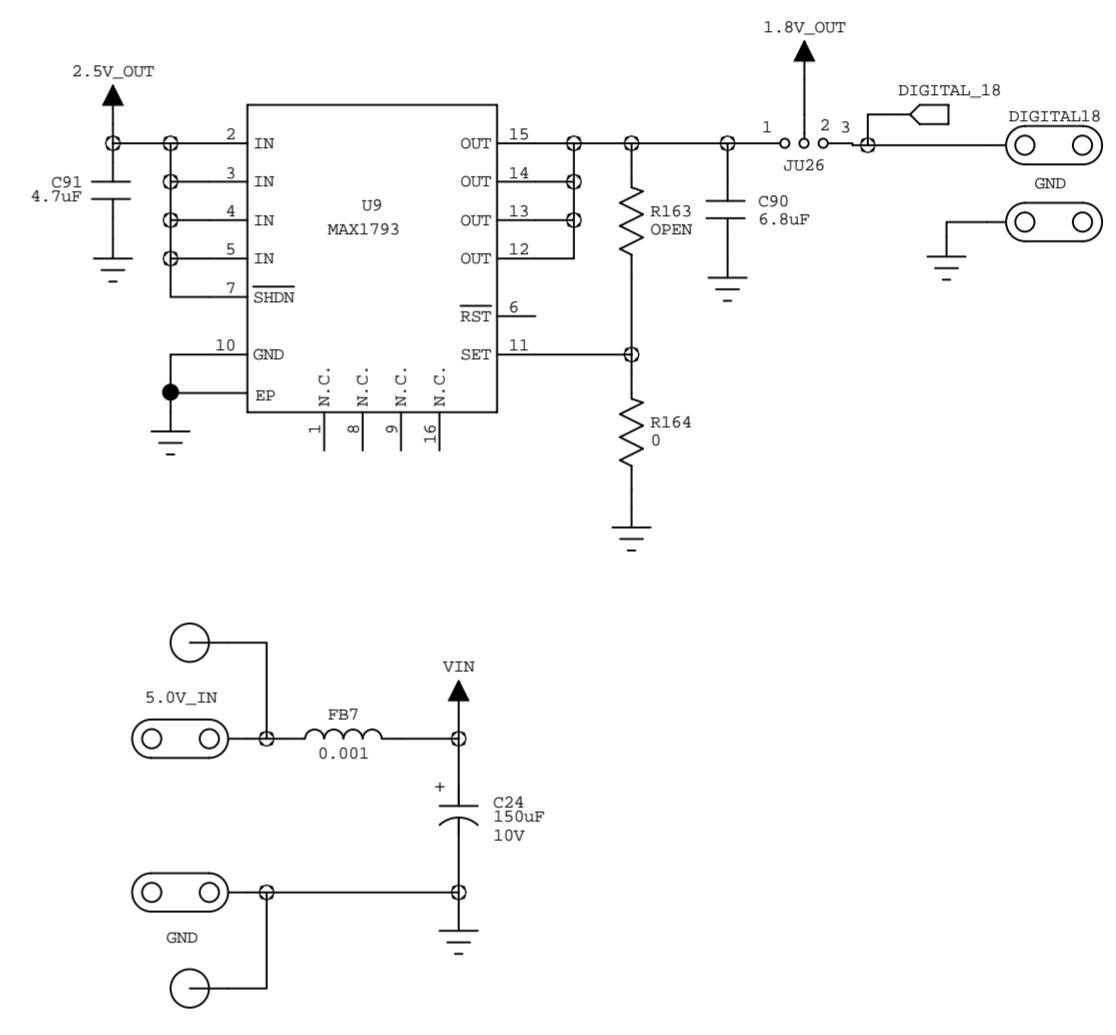 1.8V_OUT
2.5V_OUT
DIGITAL_18
DIGITAL18
1
2
3
JU26
GND
C91
4.7uF
2
IN
3
IN
4
IN
5
IN
7
SHDN
10
GND
EP
U9
MAX1793
OUT
15
OUT
14
OUT
13
OUT
12
RST
6
SET
11
N.C.
N.C.
N.C.
N.C.
1
8
9
16
R163
OPEN
C90
6.8uF
R164
0
5.0V_IN
FB7
0.001
VIN
+
C24
150uF
10V
GND